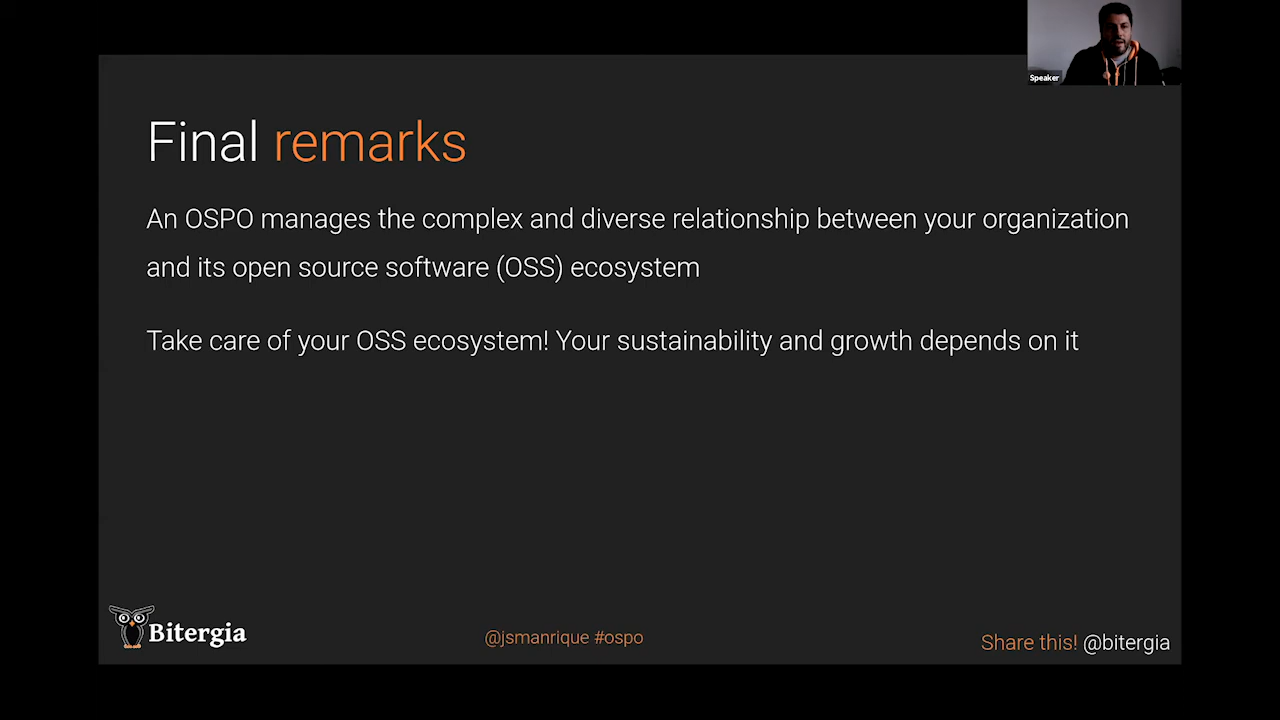 Speaker
Final remarks
An OSPO manages the complex and diverse relationship between your organization
and its open source software (OSS) ecosystem
Take care of your OSS ecosystem! Your sustainability and growth depends on it
Bitergia
@jsmanrique #ospo
Share this! @bitergia